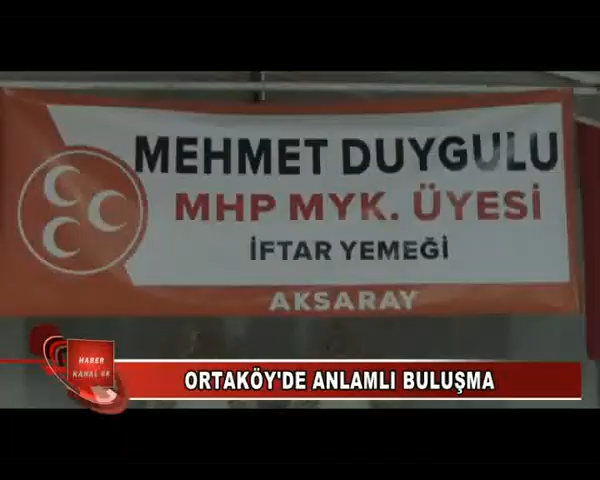 MEHMET DUYGULU
MHP MYK. ÜYESİ
İFTAR YEMEĞİ
AKSARAY
HABER
KANAL 68
ORTAKÖY'DE ANLAMLI BULUŞMA